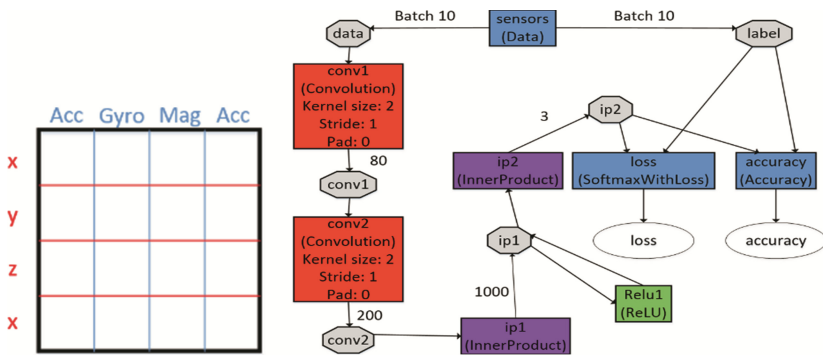 Acc Gyro Mag Acc
x
y
z
x
Batch 10
sensors
(Data)
Batch 10
data
label
conv1
(Convolution)
Kernel size: 2
Stride: 1
Pad: 0
80
conv1
conv2
(Convolution)
Kernel size: 2
Stride: 1
Pad: 0
200
conv2
ip1
(InnerProduct)
1000
ip1
Relu1
(ReLU)
ip2
(InnerProduct)
3
ip2
loss
(SoftmaxWithLoss)
accuracy
(Accuracy)
loss
accuracy